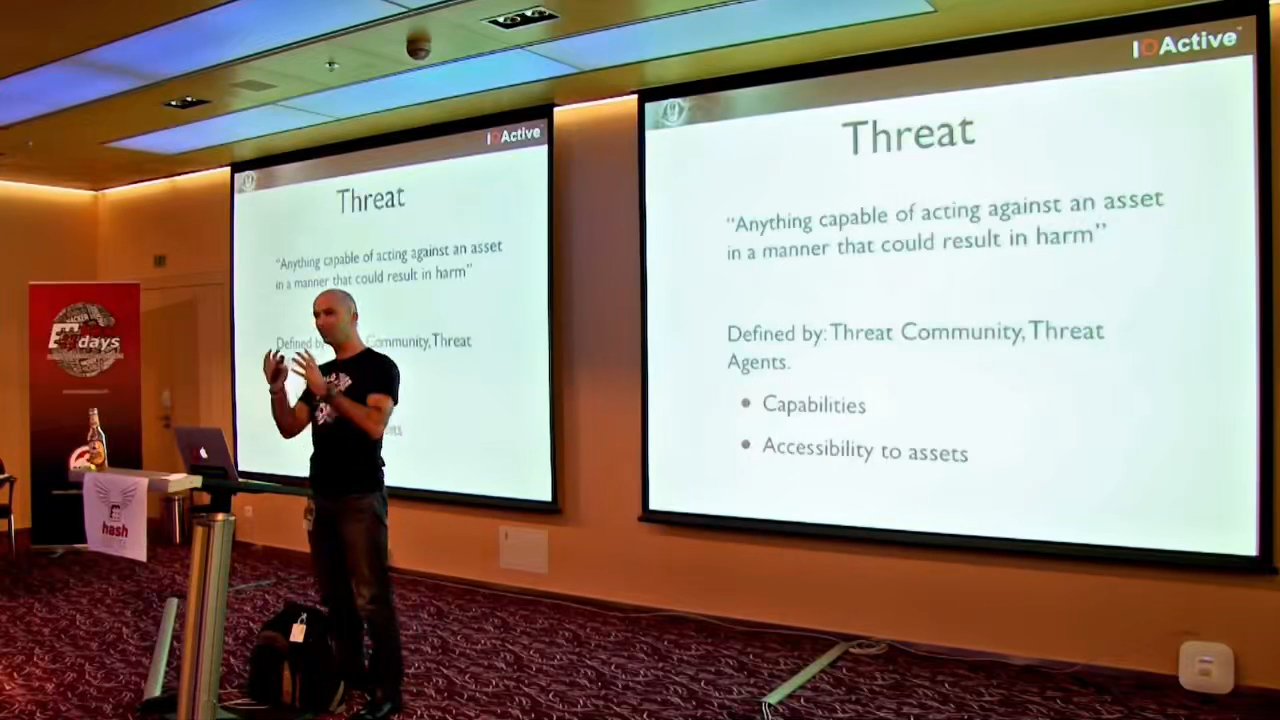 IOActive
Threat
"Anything capable of acting against an asset
in a manner that could result in harm"
Defined by: Threat Community, Threat
Agents.
• Capabilities
• Accessibility to assets
IOActive
Threat
"Anything capable of acting against an asset
in a manner that could result in harm"
Defined by
Community, Threat
days
hash